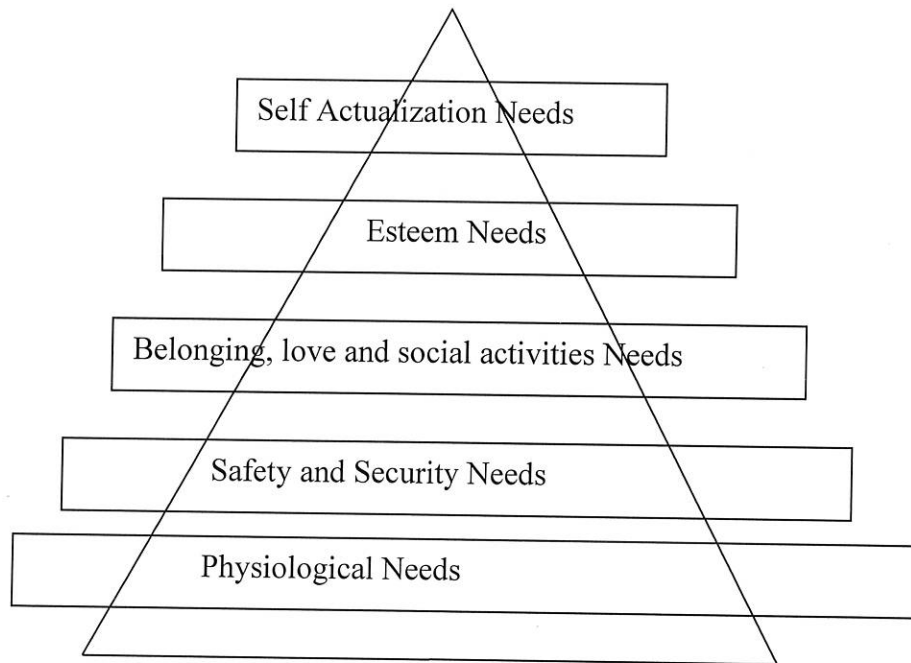 Self Actualization Needs
Esteem Needs
Belonging, love and social activities Needs
Safety and Security Needs
Physiological Needs